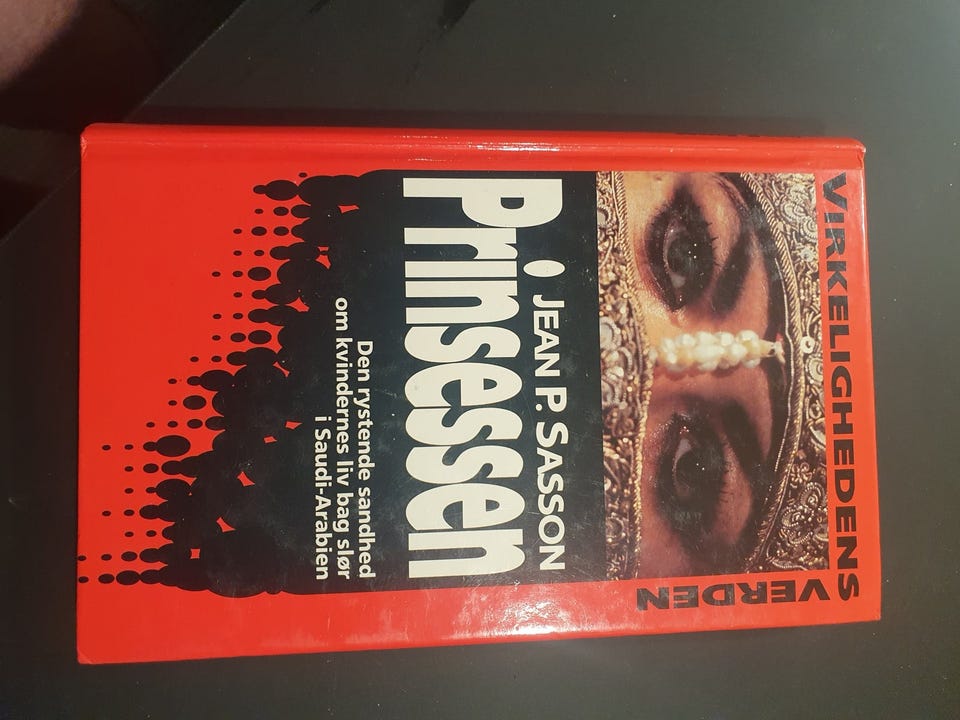 VIRKELIGHEDENS
VERDEN
JEAN P. SASSON
Prinsessen
Den rystende sandhed
om kvindernes liv bag slør
i Saudi-Arabien